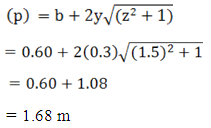 (p) = b + 2y√(z² + 1)
= 0.60 + 2(0.3)√(1.5)² + 1
= 0.60 + 1.08
= 1.68 m